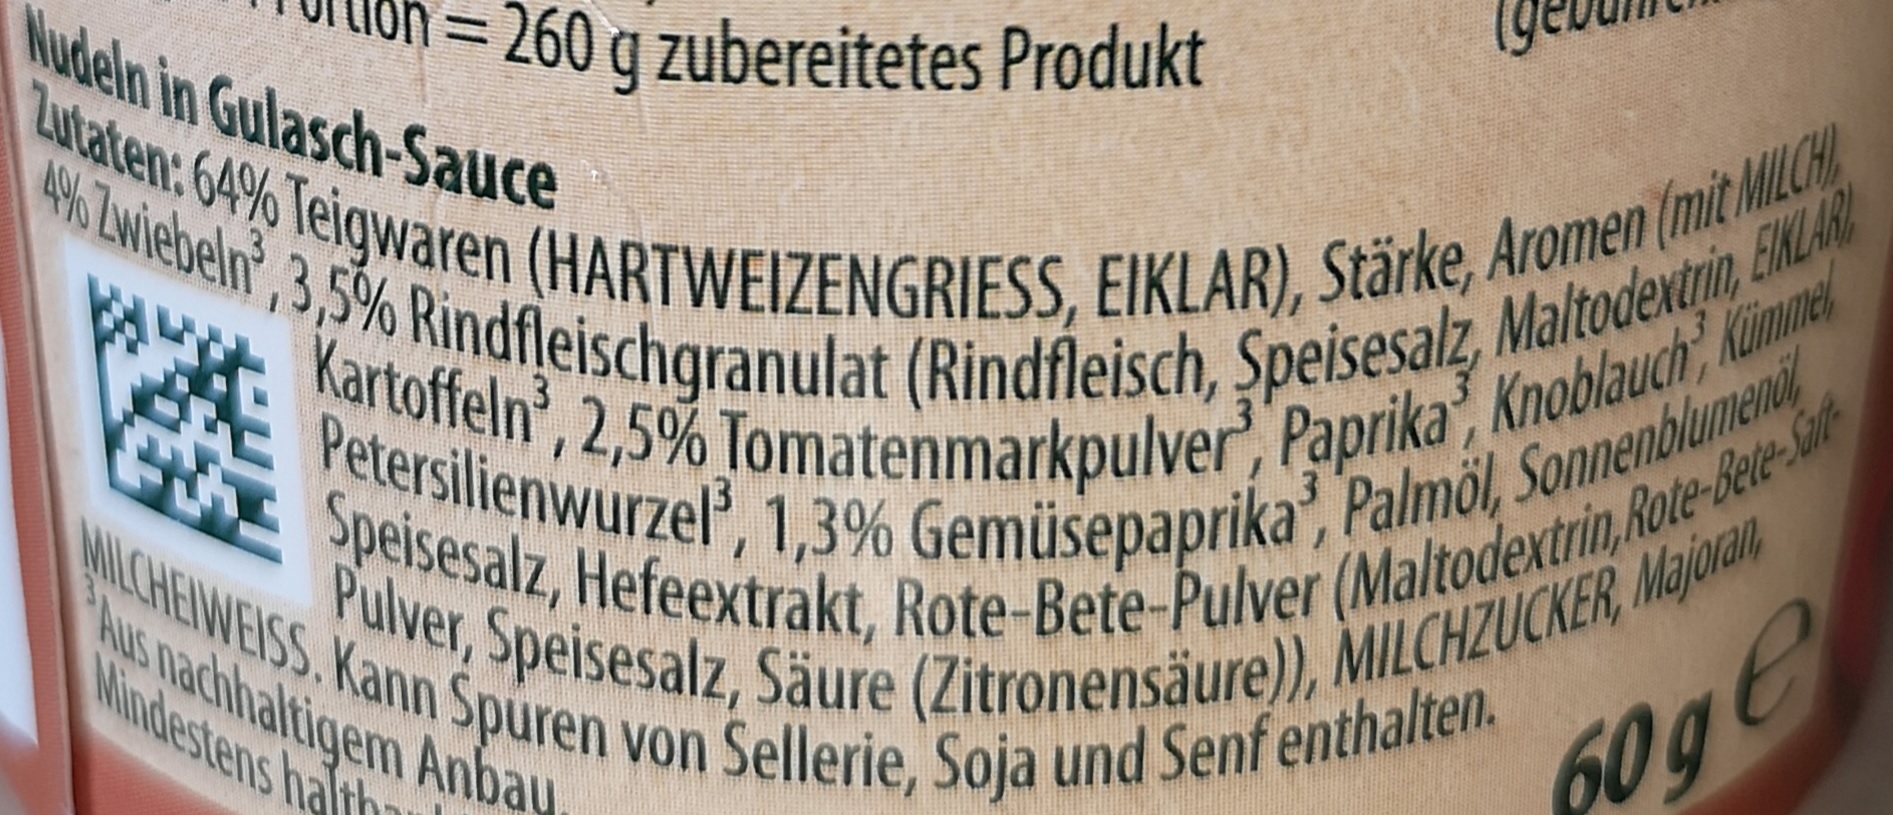 = 260 g zubereitetes Produkt
Nudeln in Gulasch-Sauce
Zutaten: 64% Teigwaren (HARTWEIZENGRIESS, EIKLAR), Stärke, Aromen (mit MILCH),
4% Zwiebeln³, 3,5% Rindfleischgranulat (Rindfleisch, Speisesalz, Maltodextrin, EIKLAR),
Kartoffeln³, 2,5% Tomatenmarkpulver³, Paprika³, Knoblauch³, Kümmel,
Petersilienwurzel³, 1,3% Gemüsepaprika³, Palmöl, Sonnenblumenöl,
Speisesalz, Hefeextrakt, Rote-Bete-Pulver (Maltodextrin, Rote-Bete-Saft-
Pulver, Speisesalz, Säure (Zitronensäure)), MILCHZUCKER, Majoran,
MILCHEIWEISS. Kann Spuren von Sellerie, Soja und Senf enthalten.
³Aus nachhaltigem Anbau.
Mindestens
60 g e